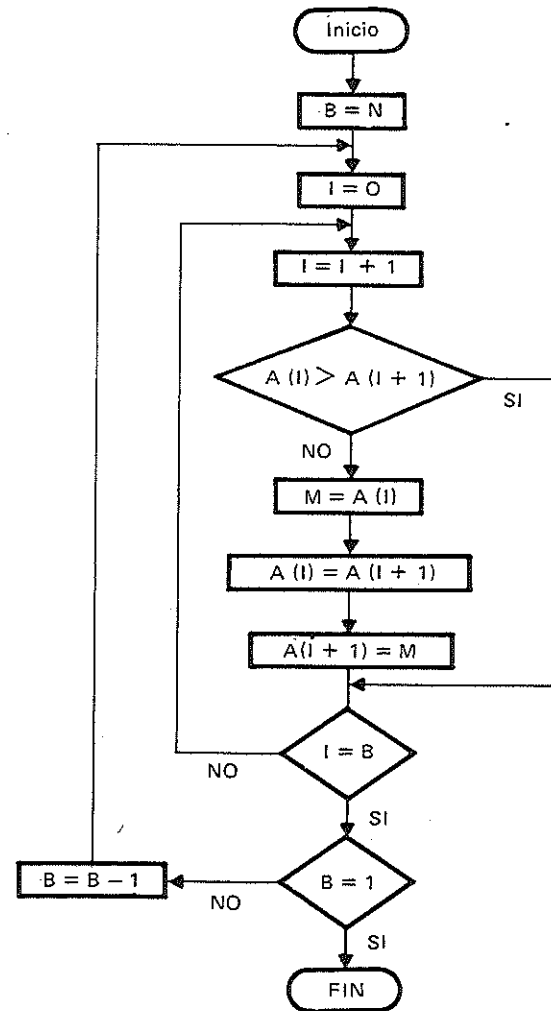 Inicio
B = N
I = O
I = I + 1
A (I) > A (I + 1)
SI
NO
M = A (I)
A (I) = A (I + 1)
A(I + 1) = M
I = B
NO
SI
B = 1
B = B − 1
NO
SI
FIN